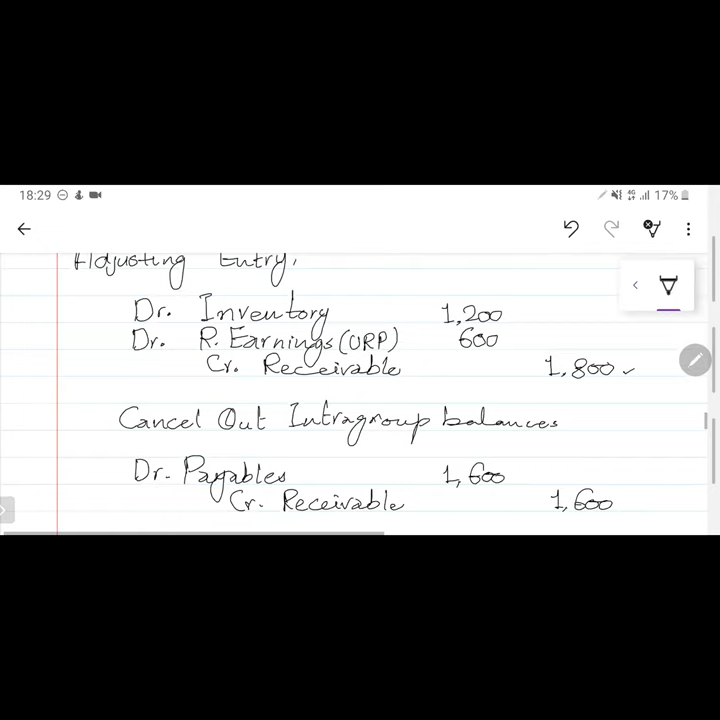 18:29 4G 17%
Adjusting Entry,
Dr. Inventory 1,200
Dr. R. Earnings (URP) 600
Cr. Receivable 1,800
Cancel Out Intragroup balances
Dr. Payables 1,600
Cr. Receivable 1,600